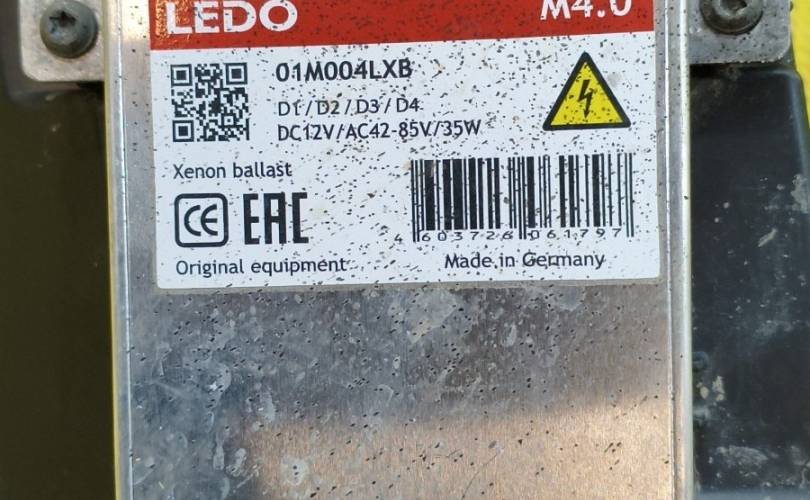 LEDO M4.0
01M004LXB
D1/D2/D3/D4
DC12V/AC42-85V/35W
Xenon ballast
CE EAC
4 603726 061797
Original equipment
Made in Germany